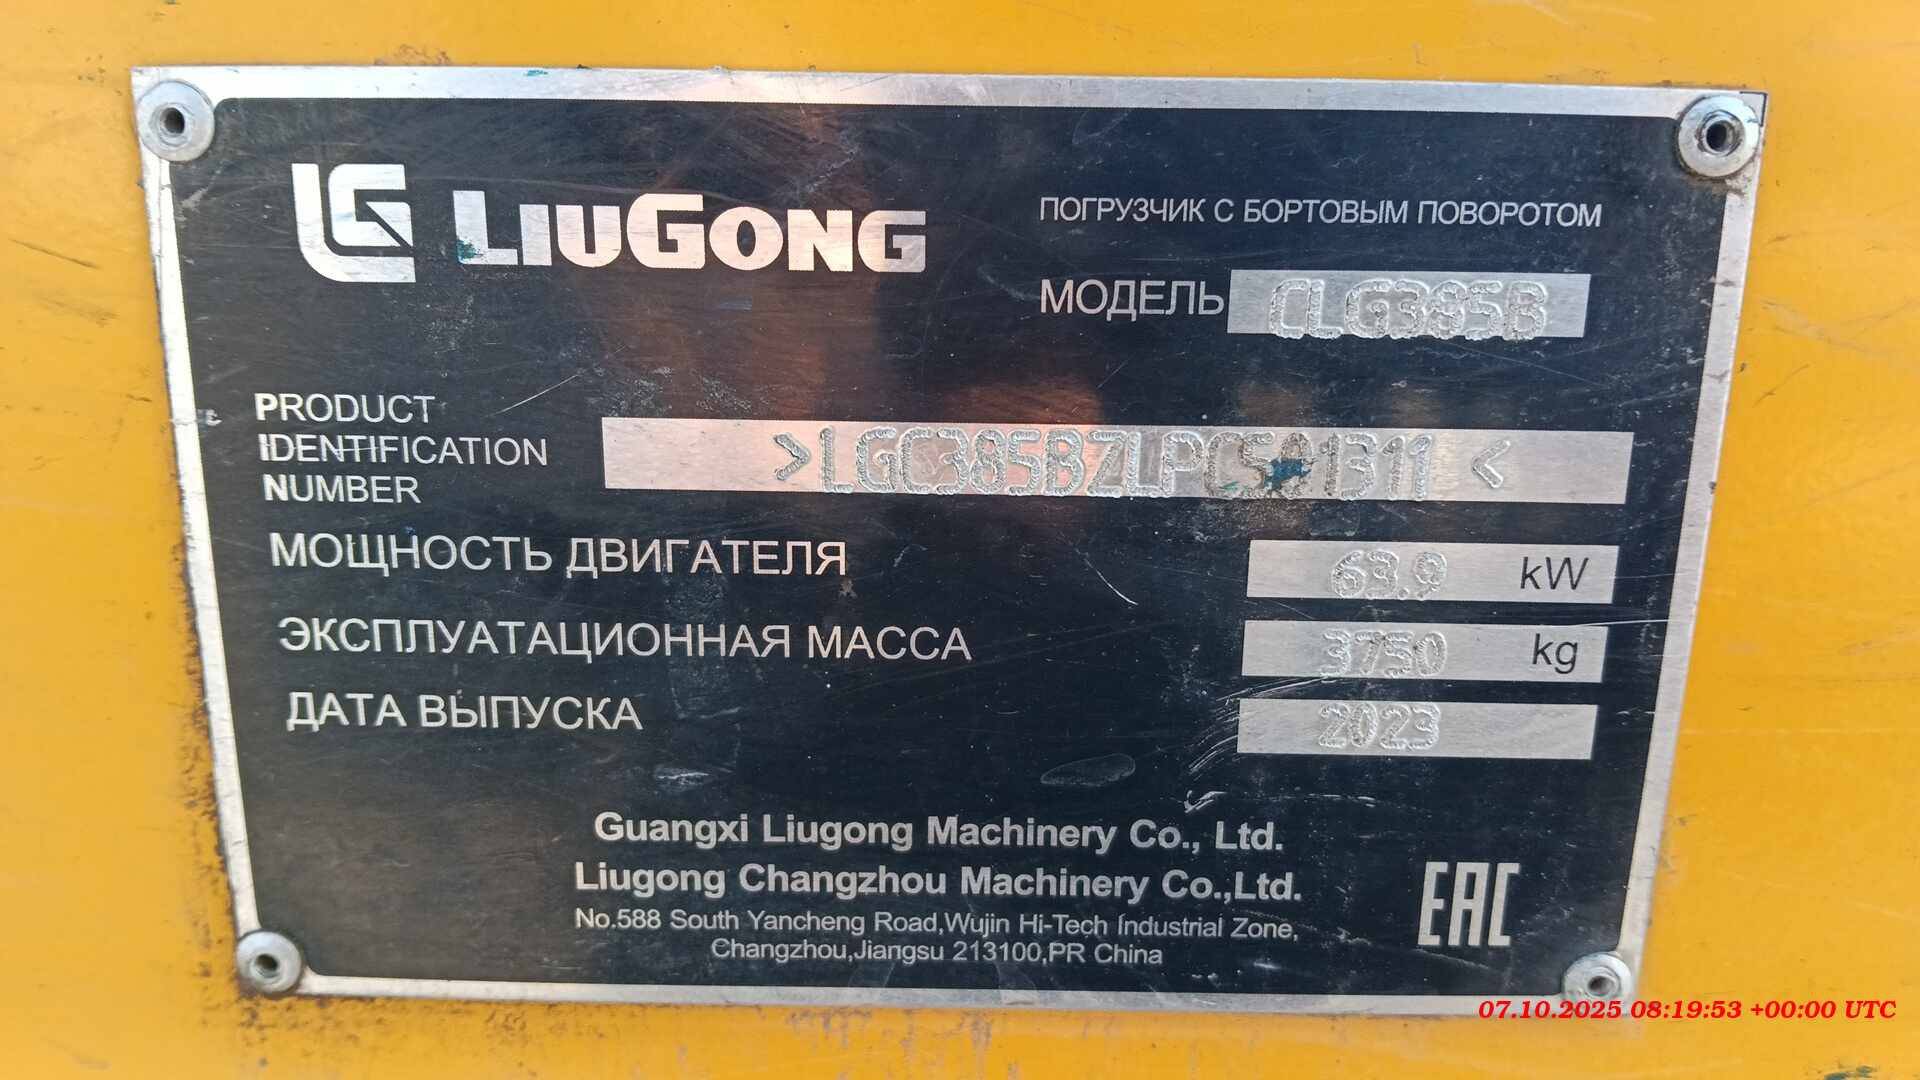 LG LIUGONG
ПОГРУЗЧИК С БОРТОВЫМ ПОВОРОТОМ
МОДЕЛЬ CLG385B
PRODUCT
IDENTIFICATION
NUMBER
>LGC385BZLPC501311<
МОЩНОСТЬ ДВИГАТЕЛЯ 63.9 kW
ЭКСПЛУАТАЦИОННАЯ МАССА 3750 kg
ДАТА ВЫПУСКА 2023
Guangxi Liugong Machinery Co., Ltd.
Liugong Changzhou Machinery Co.,Ltd.
No.588 South Yancheng Road,Wujin Hi-Tech Industrial Zone,
Changzhou,Jiangsu 213100,PR China
EAC
07.10.2025 08:19:53 +00:00 UTC